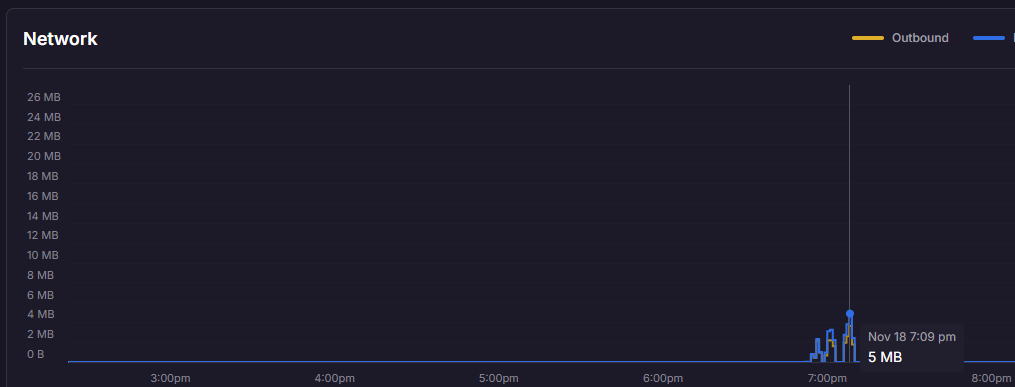 Network
Outbound
26 MB
24 MB
22 MB
20 MB
18 MB
16 MB
14 MB
12 MB
10 MB
8 MB
6 MB
4 MB
2 MB
0 B
Nov 18 7:09 pm
5 MB
3:00pm 4:00pm 5:00pm 6:00pm 7:00pm 8:00pm